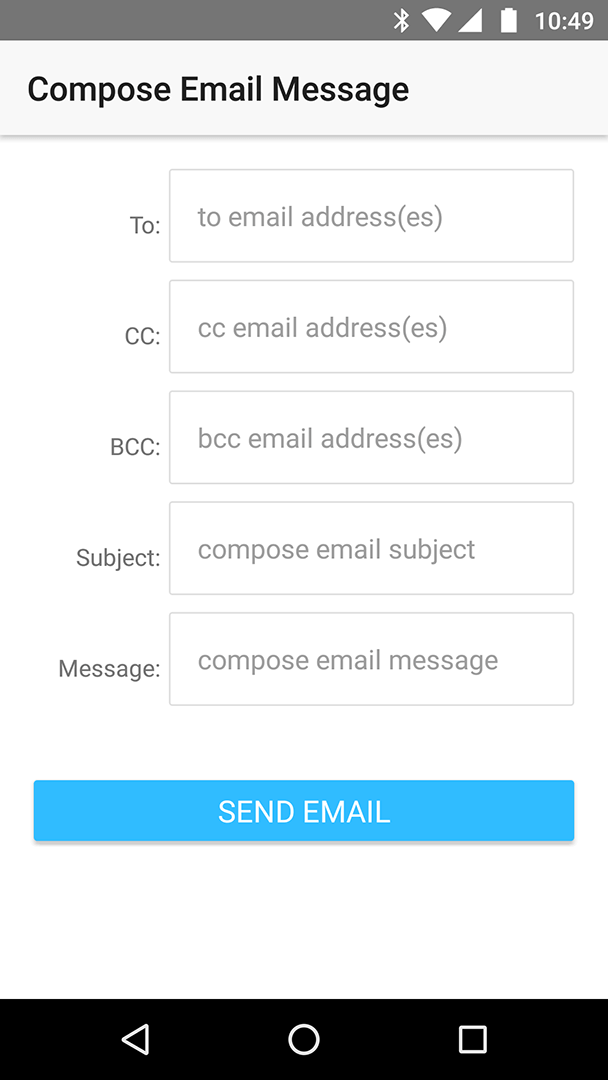 10:49
Compose Email Message
To: to email address(es)
CC: cc email address(es)
BCC: bcc email address(es)
Subject: compose email subject
Message: compose email message
SEND EMAIL